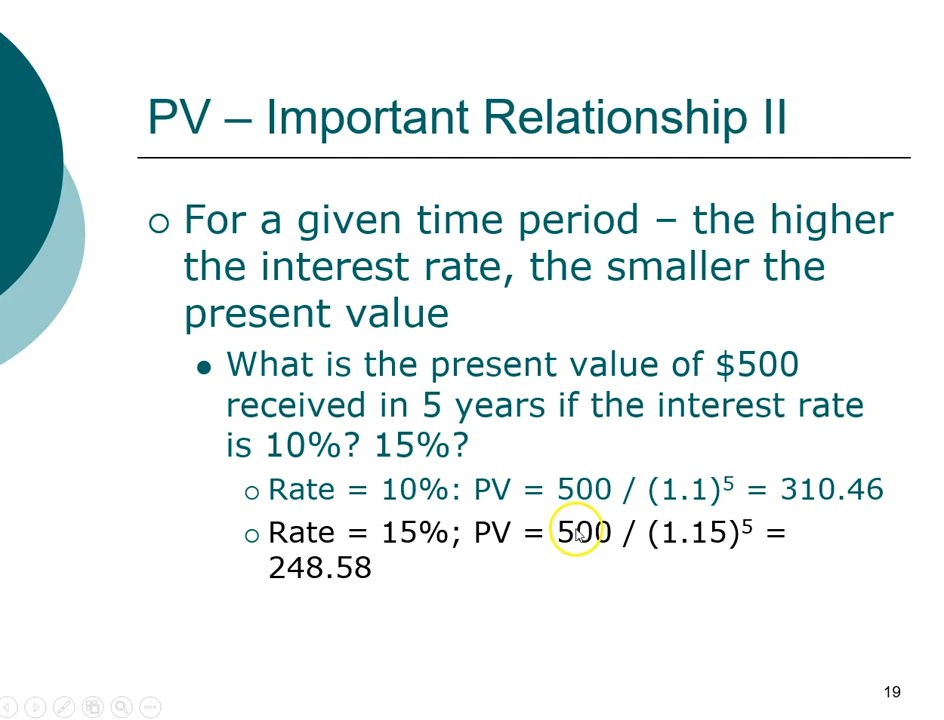 PV – Important Relationship II
For a given time period – the higher
the interest rate, the smaller the
present value
What is the present value of $500
received in 5 years if the interest rate
is 10%? 15%?
Rate = 10%: PV = 500 / (1.1)⁵ = 310.46
Rate = 15%; PV = 500 / (1.15)⁵ =
248.58
19